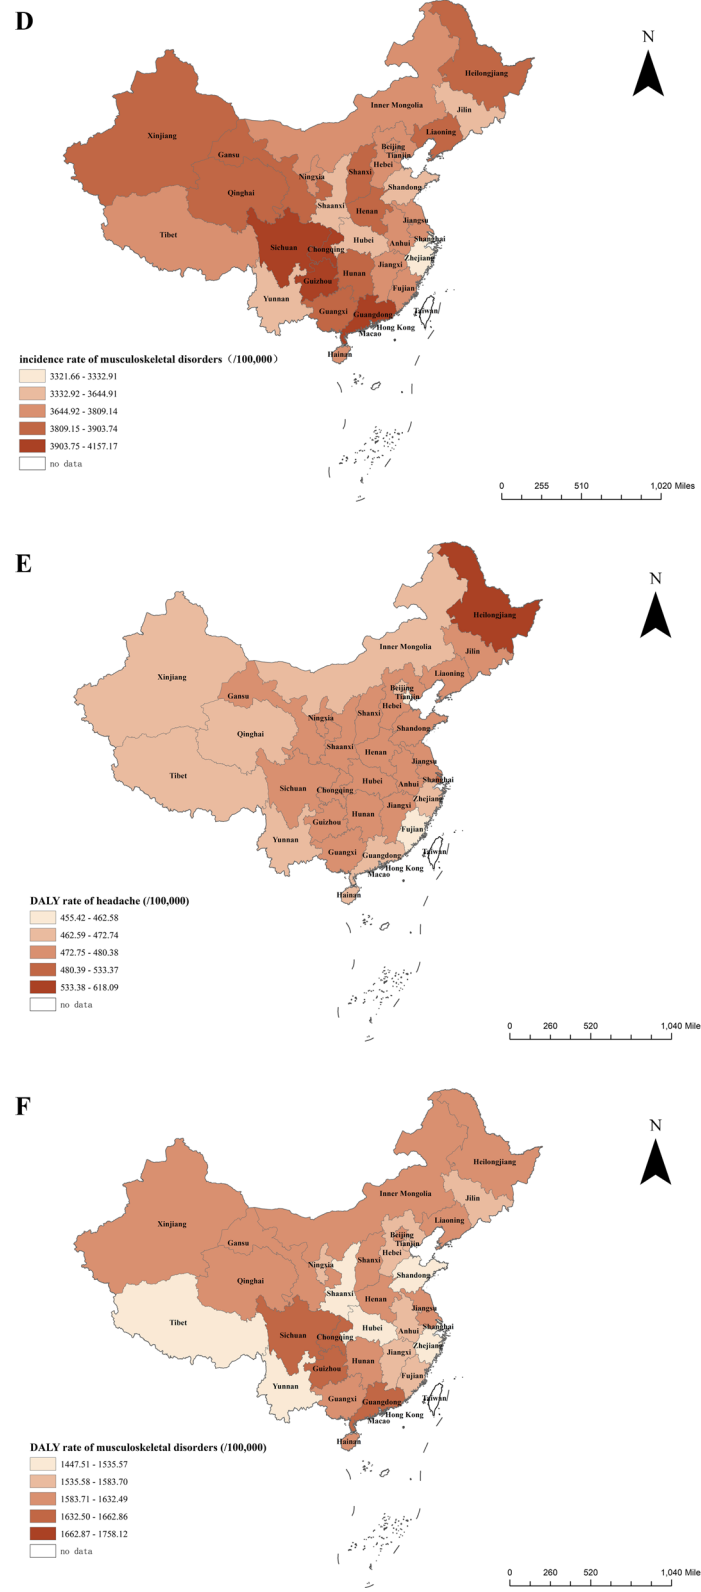 D
N
Heilongjiang
Inner Mongolia
Jilin
Xinjiang
Liaoning
Beijing
Gansu
Tianjin
Hebei
Shanxi
Ningxia
Qinghai
Shandong
Shaanxi
Henan
Jiangsu
Tibet
Shanghai
Hubei
Anhui
Sichuan
Chongqing
Zhejiang
Jiangxi
Hunan
Guizhou
Fujian
Yunnan
Guangxi
Guangdong
Taiwan
Hong Kong
Macao
Hainan
incidence rate of musculoskeletal disorders（/100,000）
3321.66 - 3332.91
3332.92 - 3644.91
3644.92 - 3809.14
3809.15 - 3903.74
3903.75 - 4157.17
no data
0 255 510 1,020 Miles
E
N
Heilongjiang
Inner Mongolia
Jilin
Xinjiang
Liaoning
Beijing
Gansu
Tianjin
Hebei
Shanxi
Ningxia
Shandong
Qinghai
Shaanxi
Henan
Jiangsu
Tibet
Shanghai
Hubei
Anhui
Sichuan
Chongqing
Zhejiang
Jiangxi
Hunan
Guizhou
Fujian
Yunnan
Guangxi
Guangdong
Taiwan
Hong Kong
Macao
Hainan
DALY rate of headache (/100,000)
455.42 - 462.58
462.59 - 472.74
472.75 - 480.38
480.39 - 533.37
533.38 - 618.09
no data
0 260 520 1,040 Mile
F
N
Heilongjiang
Inner Mongolia
Jilin
Xinjiang
Liaoning
Beijing
Gansu
Tianjin
Hebei
Shanxi
Ningxia
Shandong
Qinghai
Shaanxi
Henan
Jiangsu
Tibet
Shanghai
Hubei
Anhui
Sichuan
Chongqing
Zhejiang
Jiangxi
Hunan
Guizhou
Fujian
Yunnan
Guangxi
Guangdong
Taiwan
Hong Kong
Macao
Hainan
DALY rate of musculoskeletal disorders (/100,000)
1447.51 - 1535.57
1535.58 - 1583.70
1583.71 - 1632.49
1632.50 - 1662.86
1662.87 - 1758.12
no data
0 260 520 1,040 Mile